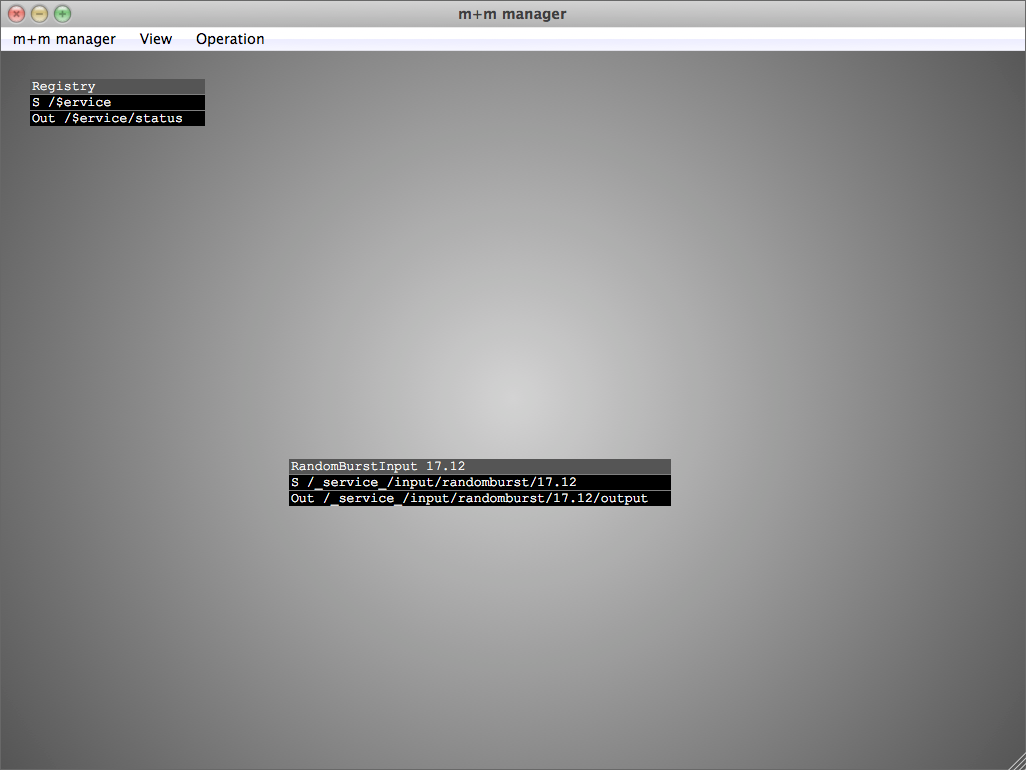 m+m manager
m+m manager View Operation
Registry
S /$ervice
Out /$ervice/status
RandomBurstInput 17.12
S /_service_/input/randomburst/17.12
Out /_service_/input/randomburst/17.12/output